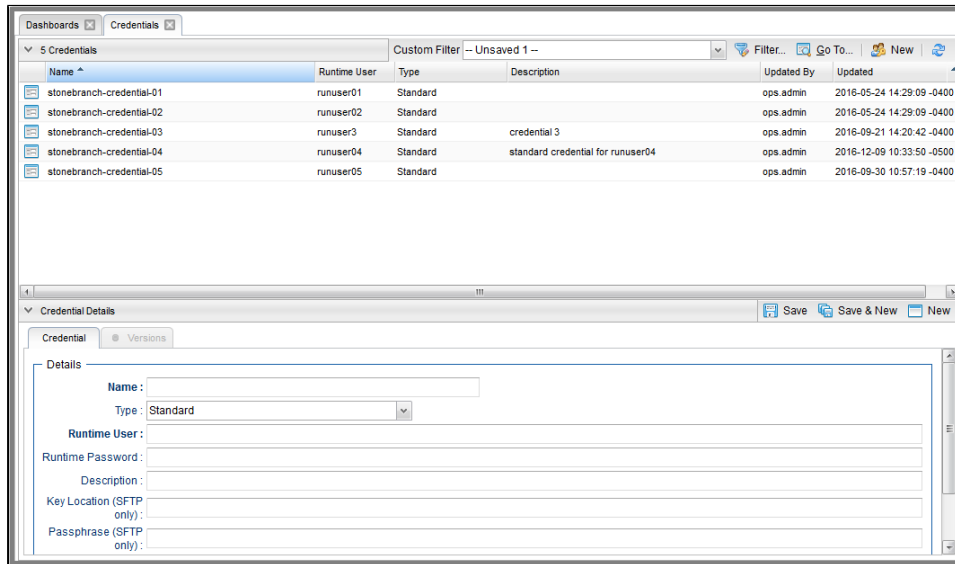 Dashboards Credentials
5 Credentials Custom Filter -- Unsaved 1 -- Filter... Go To... New
Name Runtime User Type Description Updated By Updated
stonebranch-credential-01 runuser01 Standard ops.admin 2016-05-24 14:29:09 -0400
stonebranch-credential-02 runuser02 Standard ops.admin 2016-05-24 14:29:09 -0400
stonebranch-credential-03 runuser3 Standard credential 3 ops.admin 2016-09-21 14:20:42 -0400
stonebranch-credential-04 runuser04 Standard standard credential for runuser04 ops.admin 2016-12-09 10:33:50 -0500
stonebranch-credential-05 runuser05 Standard ops.admin 2016-09-30 10:57:19 -0400
Credential Details Save Save & New New
Credential Versions
Details
Name :
Type : Standard
Runtime User :
Runtime Password :
Description :
Key Location (SFTP
only) :
Passphrase (SFTP
only) :